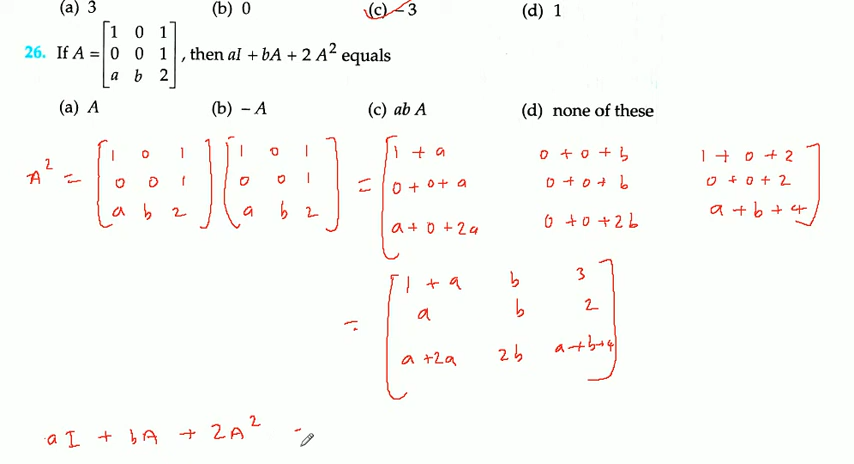 (a) 3 (b) 0 (c) –3 (d) 1
26. If A = [1 0 1
0 0 1
a b 2], then aI + bA + 2 A² equals
(a) A (b) – A (c) ab A (d) none of these
A² = [1 0 1
0 0 1
a b 2] [1 0 1
0 0 1
a b 2] = [1 + a 0 + 0 + b 1 + 0 + 2
0 + 0 + a 0 + 0 + b 0 + 0 + 2
a + 0 + 2a 0 + 0 + 2b a + b + 4]
= [1 + a b 3
a b 2
a + 2a 2b a + b + 4]
aI + bA + 2A² =